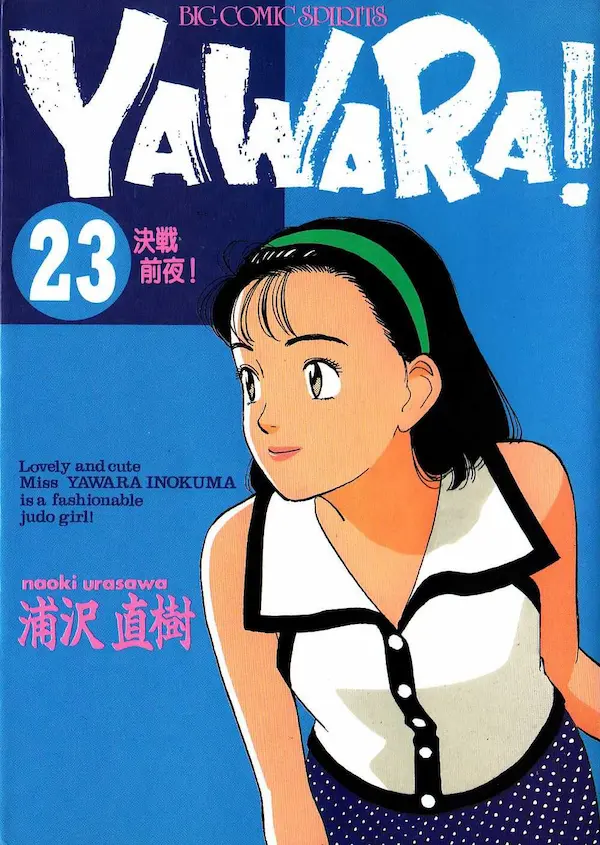 BIG COMIC SPIRITS
YAWARA!
23
決戦
前夜!
Lovely and cute
Miss YAWARA INOKUMA
is a fashionable
judo girl!
naoki urasawa
浦沢直樹